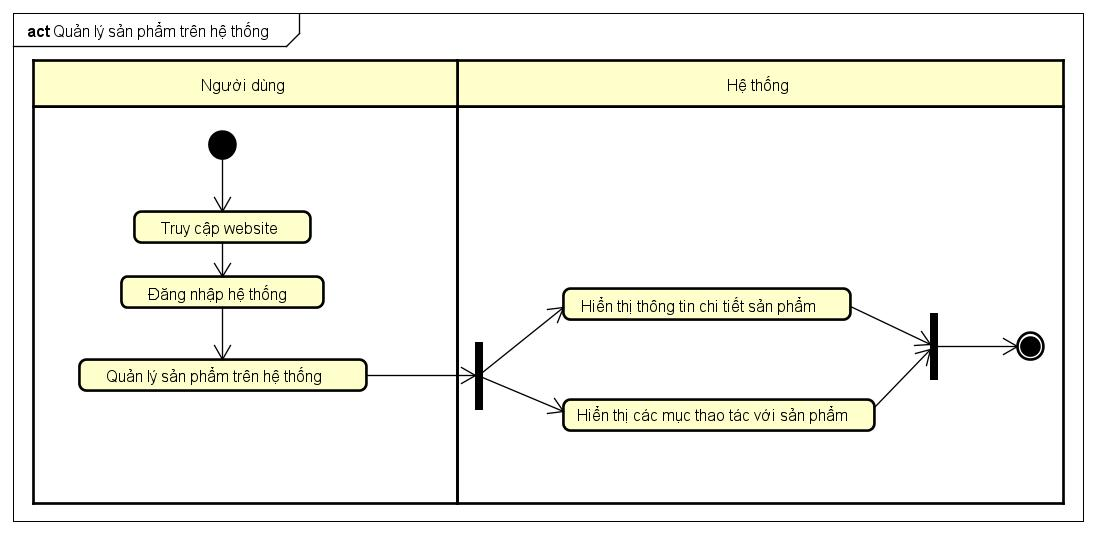 act Quản lý sản phẩm trên hệ thống
Người dùng
Hệ thống
Truy cập website
Đăng nhập hệ thống
Quản lý sản phẩm trên hệ thống
Hiển thị thông tin chi tiết sản phẩm
Hiển thị các mục thao tác với sản phẩm